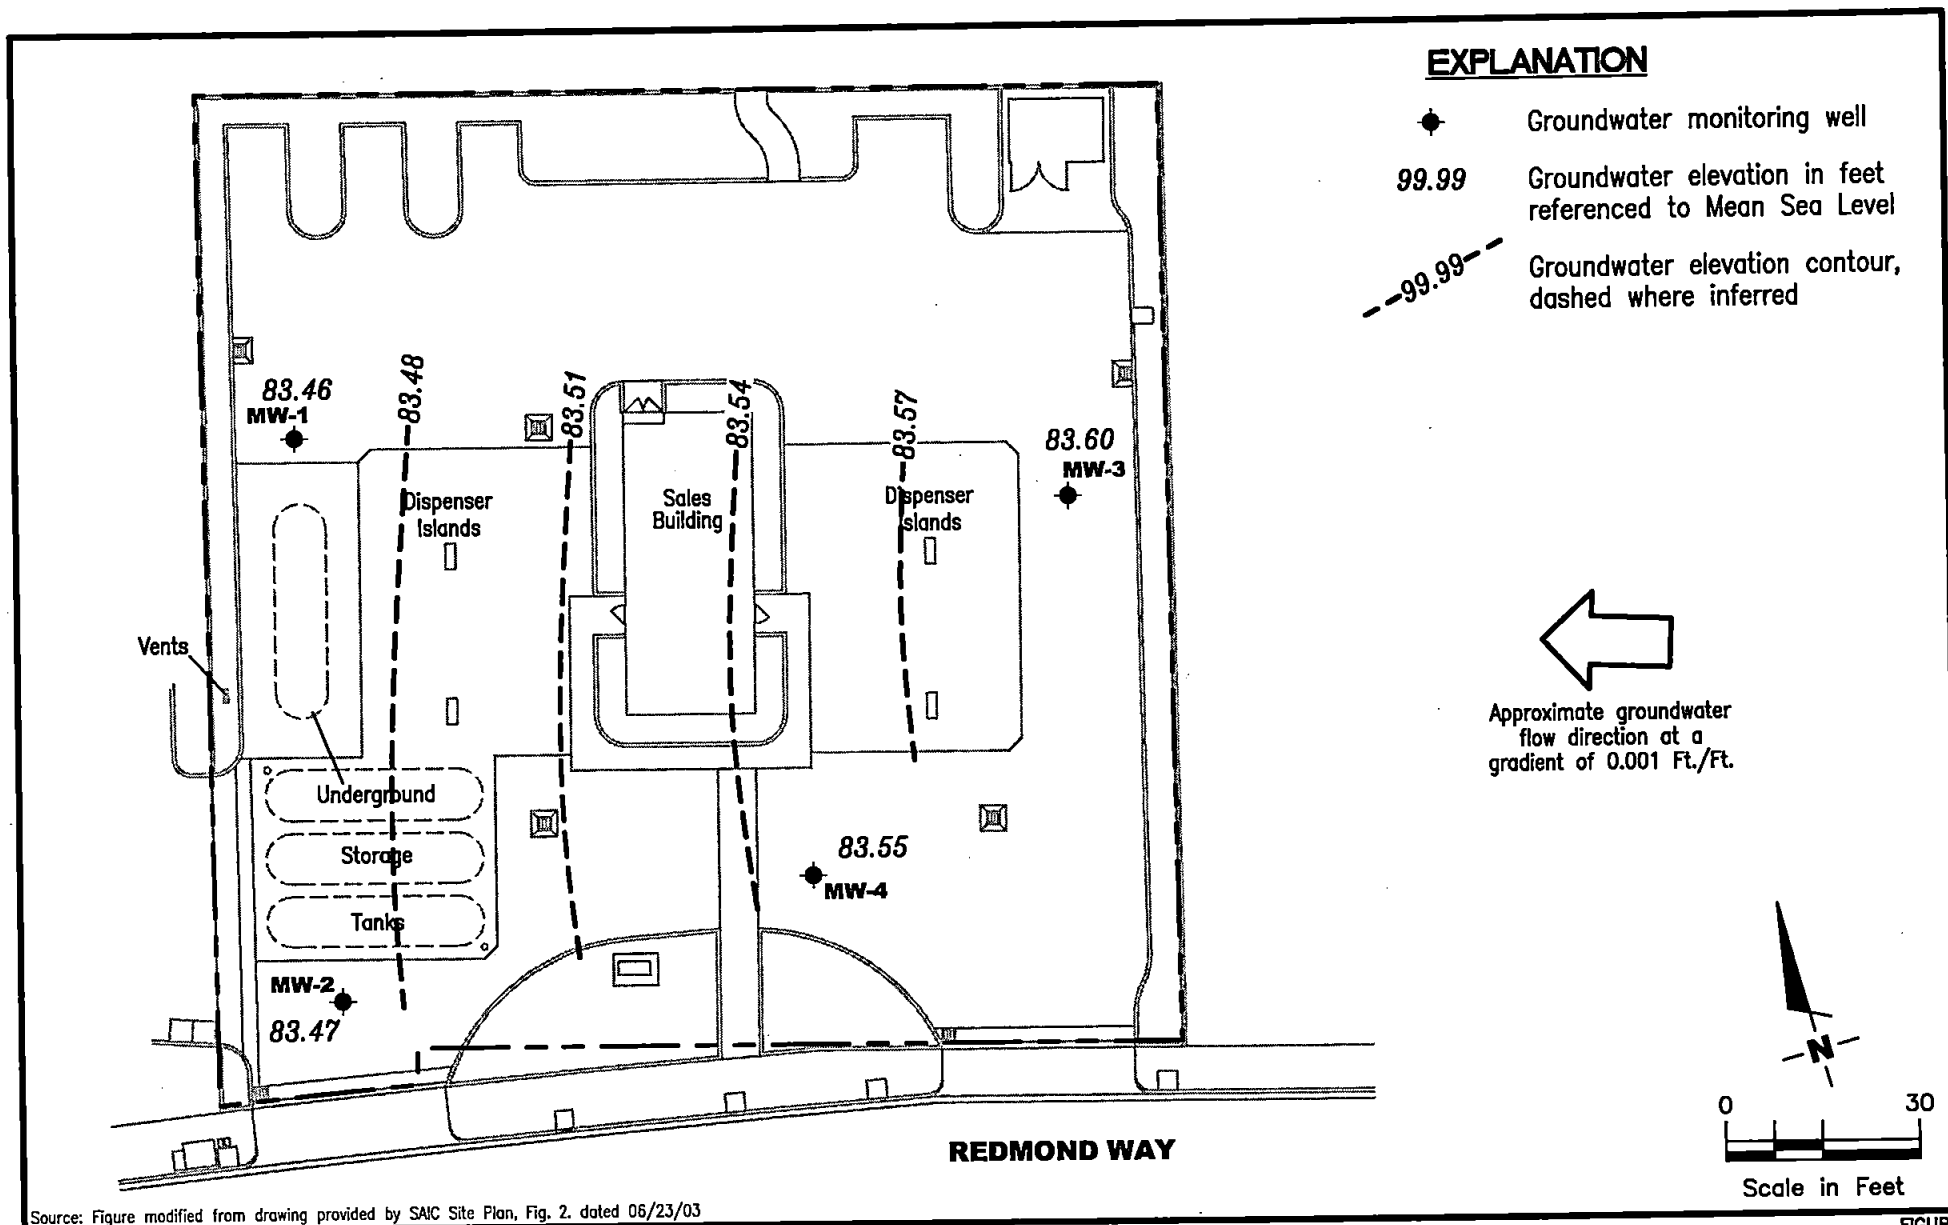 EXPLANATION
Groundwater monitoring well
99.99
Groundwater elevation in feet
referenced to Mean Sea Level
99.99
Groundwater elevation contour,
dashed where inferred
83.46
MW-1
83.48
83.51
83.54
83.57
83.60
MW-3
Dispenser
Islands
Sales
Building
Dispenser
slands
Vents
Underground
Storage
Tanks
Approximate groundwater
flow direction at a
gradient of 0.001 Ft./Ft.
83.55
MW-4
MW-2
83.47
N
0 30
Scale in Feet
REDMOND WAY
Source: Figure modified from drawing provided by SAIC Site Plan, Fig. 2. dated 06/23/03